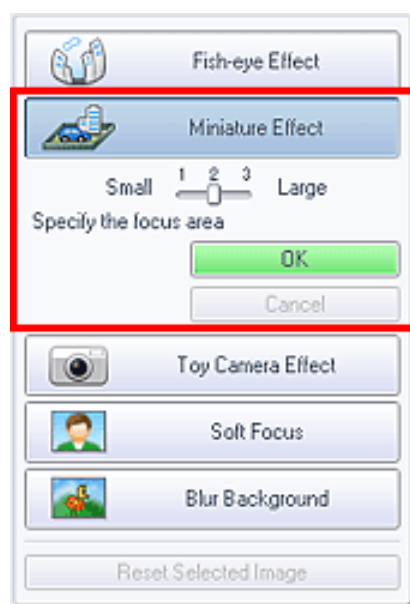 Fish-eye Effect
Miniature Effect
1 2 3
Small Large
Specify the focus area
OK
Cancel
Toy Camera Effect
Soft Focus
Blur Background
Reset Selected Image